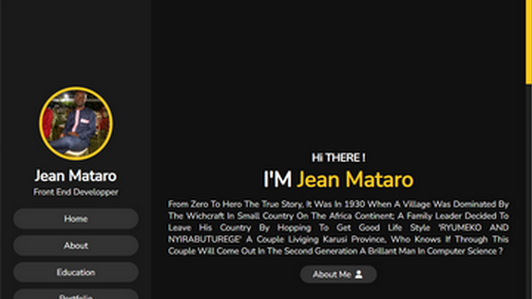 Jean Mataro
Front End Developper
Home
About
Education
Portfolio
Hi THERE !
I'M Jean Mataro
From Zero To Hero The True Story, It Was In 1930 When A Village Was Dominated By
The Wichcraft In Small Country On The Africa Continent; A Family Leader Decided To
Leave His Country By Hopping To Get Good Life Style 'RYUMEKO AND
NYIRABUTUREGE' A Couple Liviging Karusi Province, Who Knows If Through This
Couple Will Come Out In The Second Generation A Brillant Man In Computer Science ?
About Me